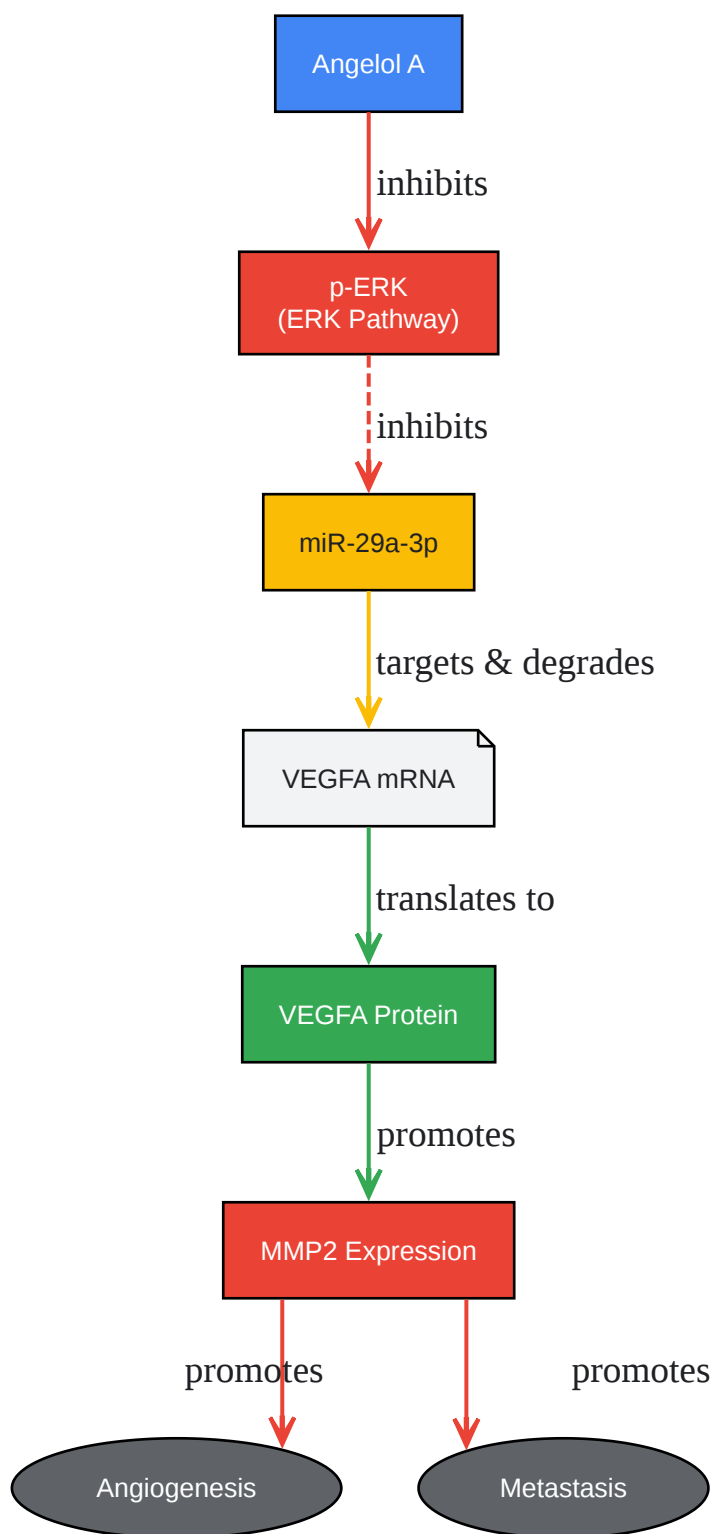 Angelol A
inhibits
p-ERK
(ERK Pathway)
inhibits
miR-29a-3p
targets & degrades
VEGFA mRNA
translates to
VEGFA Protein
promotes
MMP2 Expression
promotes
promotes
Angiogenesis
Metastasis